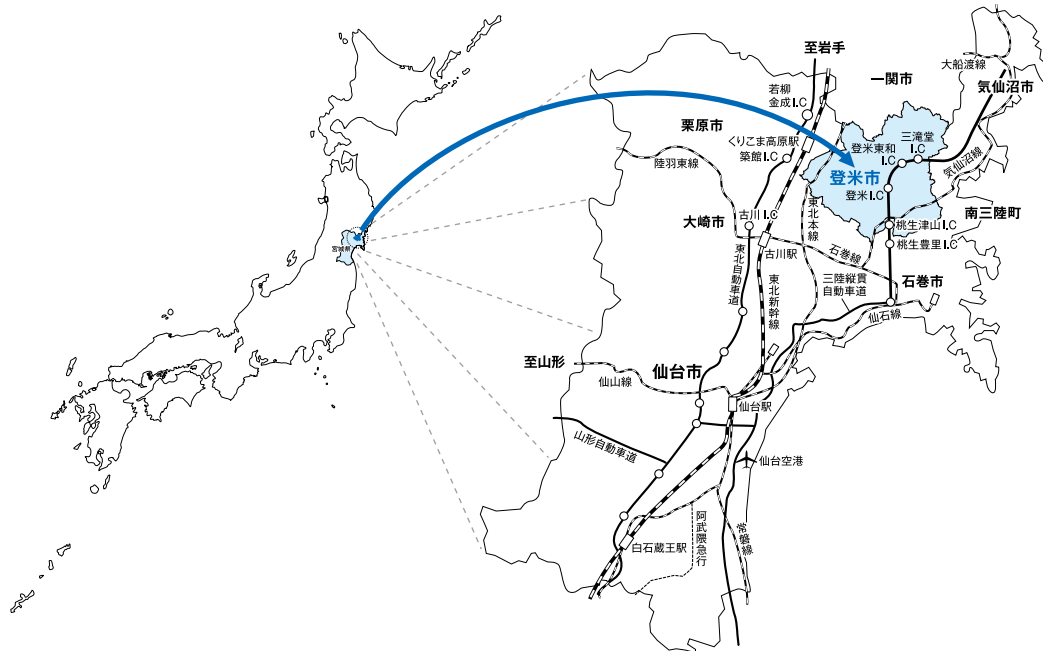 宮城県
至岩手
一関市
大船渡線
気仙沼市
若柳
金成I.C
栗原市
くりこま高原駅
築館I.C
陸羽東線
三滝堂
I.C
登米東和
I.C
気仙沼線
登米市
登米I.C
南三陸町
東北本線
大崎市
古川I.C
桃生津山I.C
桃生豊里I.C
古川駅
石巻線
東北自動車道
東北新幹線
三陸縦貫
自動車道
石巻市
仙石線
至山形
仙台市
仙山線
仙台駅
山形自動車道
仙台空港
阿武隈急行
常磐線
白石蔵王駅